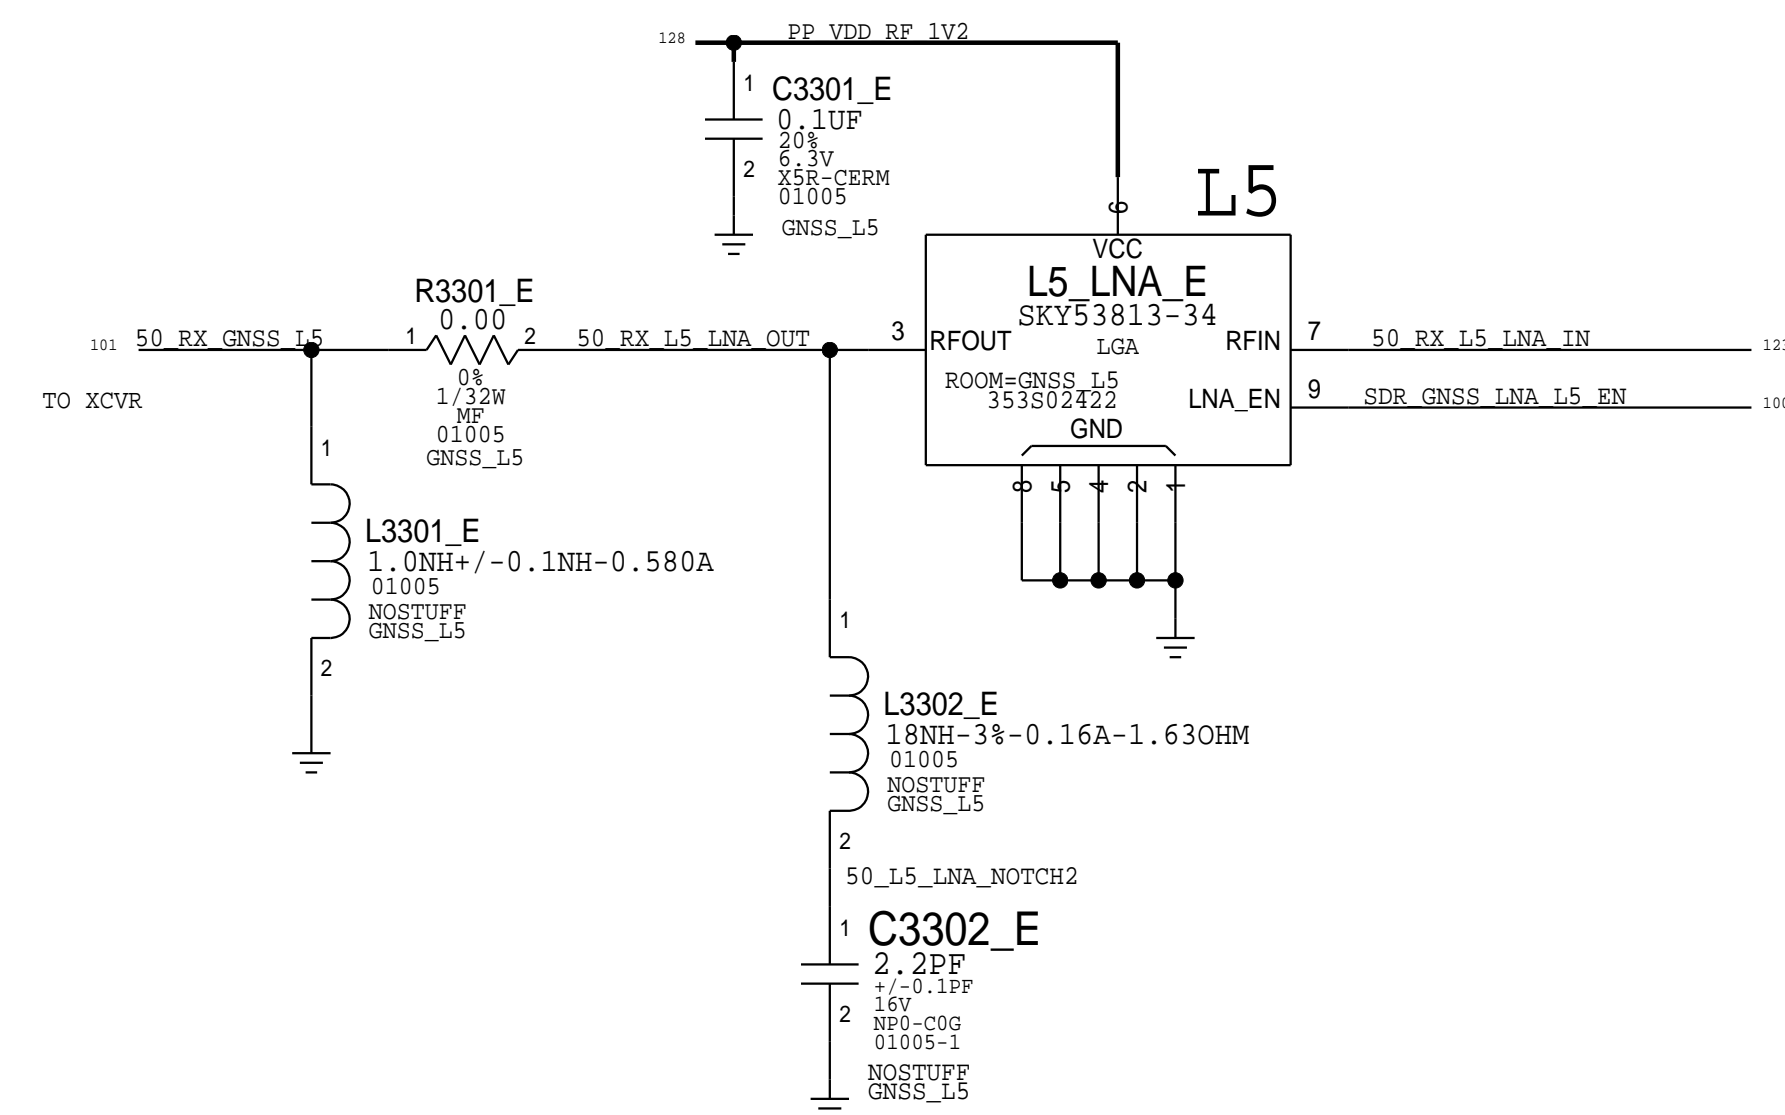 128
PP_VDD_RF_1V2
1
C3301_E
0.1UF
20%
6.3V
X5R-CERM
01005
2
GNSS_L5
L5
6
VCC
L5_LNA_E
SKY53813-34
LGA
ROOM=GNSS_L5
353S02422
GND
3
RFOUT
RFIN
7
50_RX_L5_LNA_IN
123
LNA_EN
9
SDR_GNSS_LNA_L5_EN
100
8
5
4
2
1
101
50_RX_GNSS_L5
TO XCVR
R3301_E
0.00
1
2
0%
1/32W
MF
01005
GNSS_L5
50_RX_L5_LNA_OUT
1
L3301_E
1.0NH+/-0.1NH-0.580A
01005
NOSTUFF
GNSS_L5
2
1
L3302_E
18NH-3%-0.16A-1.63OHM
01005
NOSTUFF
GNSS_L5
2
50_L5_LNA_NOTCH2
1
C3302_E
2.2PF
+/-0.1PF
16V
NP0-C0G
01005-1
2
NOSTUFF
GNSS_L5